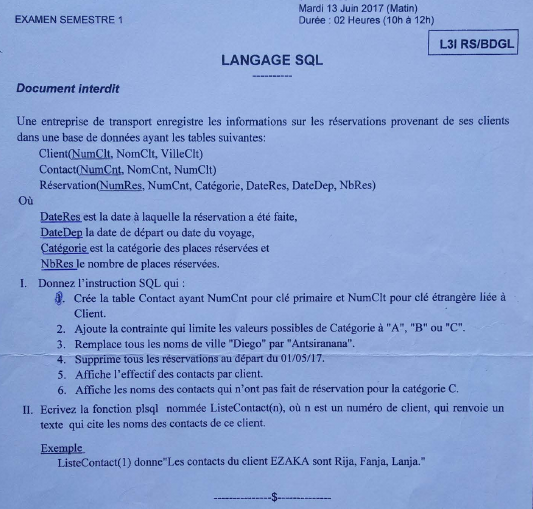 Mardi 13 Juin 2017 (Matin)
EXAMEN SEMESTRE 1
Durée : 02 Heures (10h à 12h)
L3I RS/BDGL
LANGAGE SQL
----------
Document interdit
Une entreprise de transport enregistre les informations sur les réservations provenant de ses clients
dans une base de données ayant les tables suivantes:
Client(NumClt, NomClt, VilleClt)
Contact(NumCnt, NomCnt, NumClt)
Réservation(NumRes, NumCnt, Catégorie, DateRes, DateDep, NbRes)
Où
DateRes est la date à laquelle la réservation a été faite,
DateDep la date de départ ou date du voyage,
Catégorie est la catégorie des places réservées et
NbRes le nombre de places réservées.
I. Donnez l'instruction SQL qui :
1. Crée la table Contact ayant NumCnt pour clé primaire et NumClt pour clé étrangère liée à
Client.
2. Ajoute la contrainte qui limite les valeurs possibles de Catégorie à "A", "B" ou "C".
3. Remplace tous les noms de ville "Diego" par "Antsiranana".
4. Supprime tous les réservations au départ du 01/05/17.
5. Affiche l'effectif des contacts par client.
6. Affiche les noms des contacts qui n'ont pas fait de réservation pour la catégorie C.
II. Ecrivez la fonction plsql nommée ListeContact(n), où n est un numéro de client, qui renvoie un
texte qui cite les noms des contacts de ce client.
Exemple
ListeContact(1) donne"Les contacts du client EZAKA sont Rija, Fanja, Lanja."
---------------$-------------